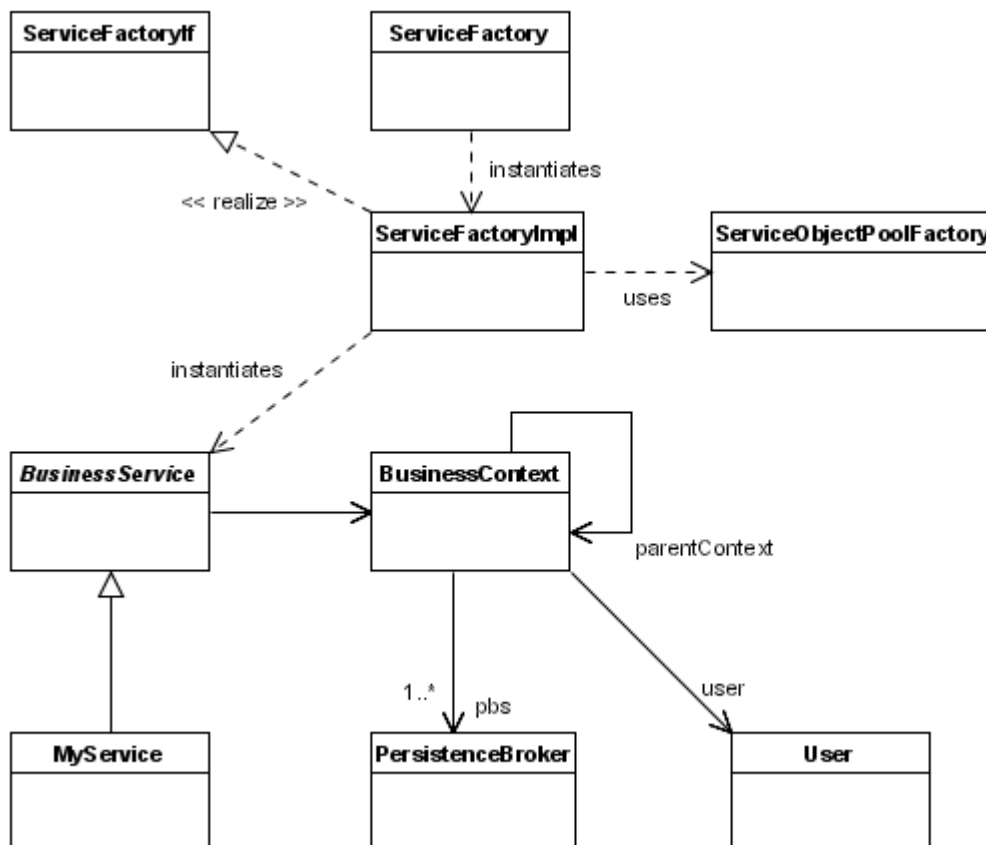 ServiceFactoryIf
ServiceFactory
instantiates
<< realize >>
ServiceFactoryImpl
ServiceObjectPoolFactory
uses
instantiates
BusinessService
BusinessContext
parentContext
user
1..*
pbs
MyService
PersistenceBroker
User